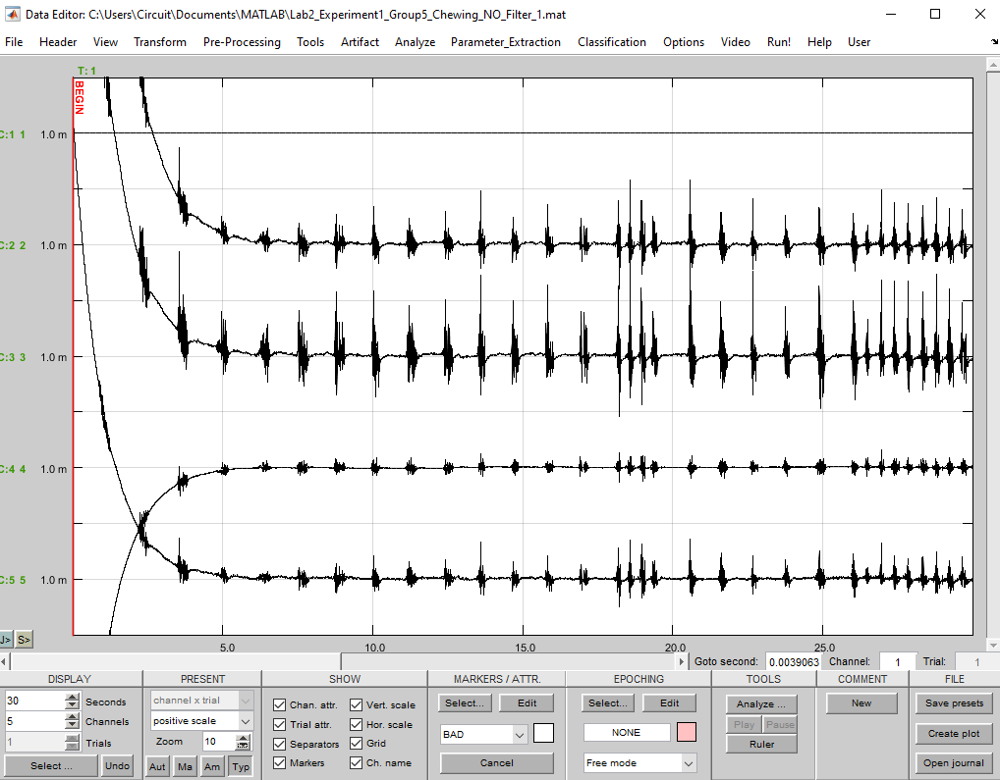 Data Editor: C:\Users\Circuit\Documents\MATLAB\Lab2_Experiment1_Group5_Chewing_NO_Filter_1.mat
File Header View Transform Pre-Processing Tools Artifact Analyze Parameter_Extraction Classification Options Video Run! Help User
T: 1
BEGIN
C:1 1 1.0 m
C:2 2 1.0 m
C:3 3 1.0 m
C:4 4 1.0 m
C:5 5 1.0 m
5.0 10.0 15.0 20.0 25.0
J> S>
Goto second: 0.0039063 Channel: 1 Trial: 1
DISPLAY PRESENT SHOW MARKERS / ATTR. EPOCHING TOOLS COMMENT FILE
30 Seconds channel x trial Chan. attr. Vert. scale Select... Edit Select... Edit Analyze ... New Save presets
5 Channels positive scale Trial attr. Hor. scale BAD NONE Play Pause Create plot
1 Trials Zoom 10 Separators Grid Ruler
Select ... Undo Aut Ma Am Typ Markers Ch. name Cancel Free mode Open journal